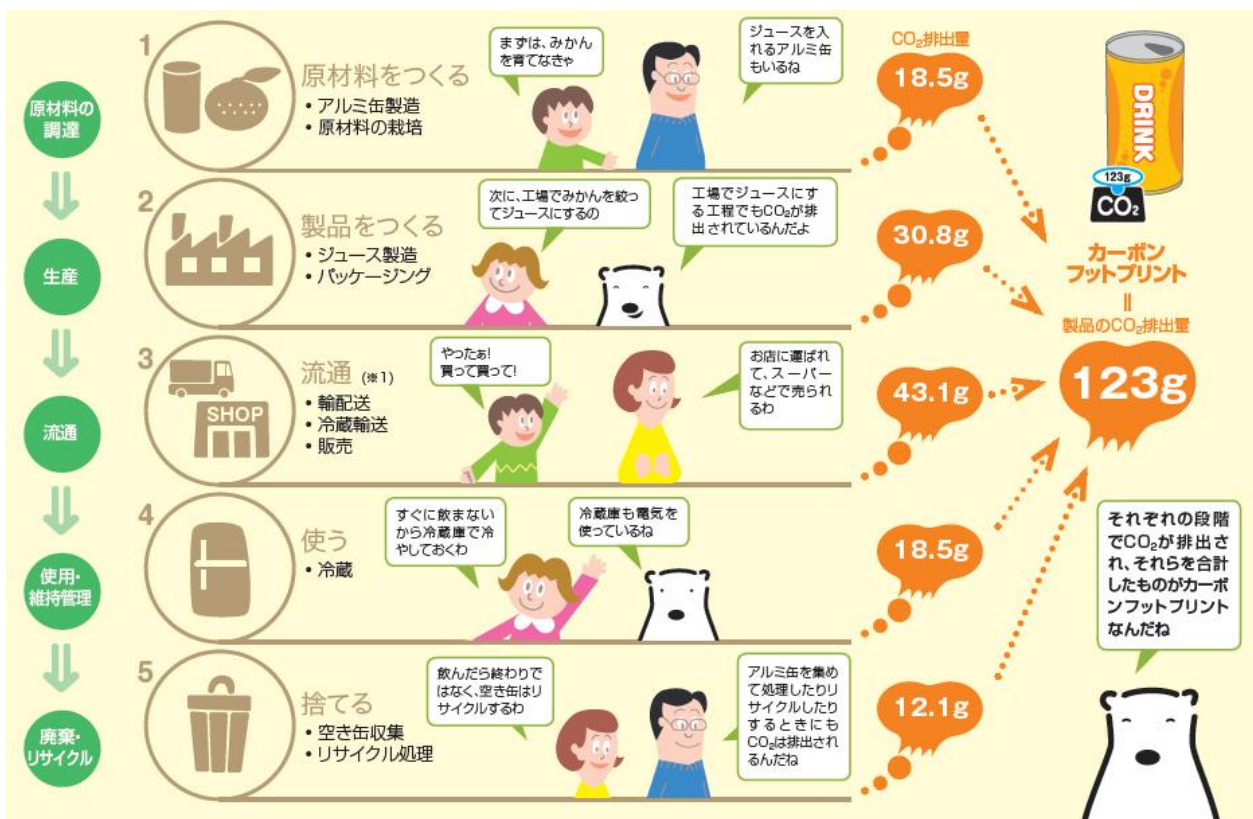 原材料の
調達
生産
流通
使用・
維持管理
廃棄・
リサイクル
1
原材料をつくる
• アルミ缶製造
• 原材料の栽培
まずは、みかん
を育てなきゃ
ジュースを入
れるアルミ缶
もいるね
CO₂排出量
18.5g
2
製品をつくる
• ジュース製造
• パッケージング
次に、工場でみかんを絞っ
てジュースにするの
工場でジュースにす
る工程でもCO₂が排
出されているんだよ
30.8g
3
流通 (※1)
• 輸配送
• 冷蔵輸送
• 販売
SHOP
やったぁ!
買って買って!
お店に運ばれ
て、スーパー
などで売られ
るわ
43.1g
4
使う
• 冷蔵
すぐに飲まない
から冷蔵庫で冷
やしておくわ
冷蔵庫も電気を
使っているね
18.5g
5
捨てる
• 空き缶収集
• リサイクル処理
飲んだら終わりで
はなく、空き缶はリ
サイクルするわ
アルミ缶を集め
て処理したりリ
サイクルしたり
するときにも
CO₂は排出され
るんだね
12.1g
DRINK
123g
CO₂
カーボン
フットプリント
=
製品のCO₂排出量
123g
それぞれの段階
でCO₂が排出さ
れ、それらを合計
したものがカーボ
ンフットプリント
なんだね